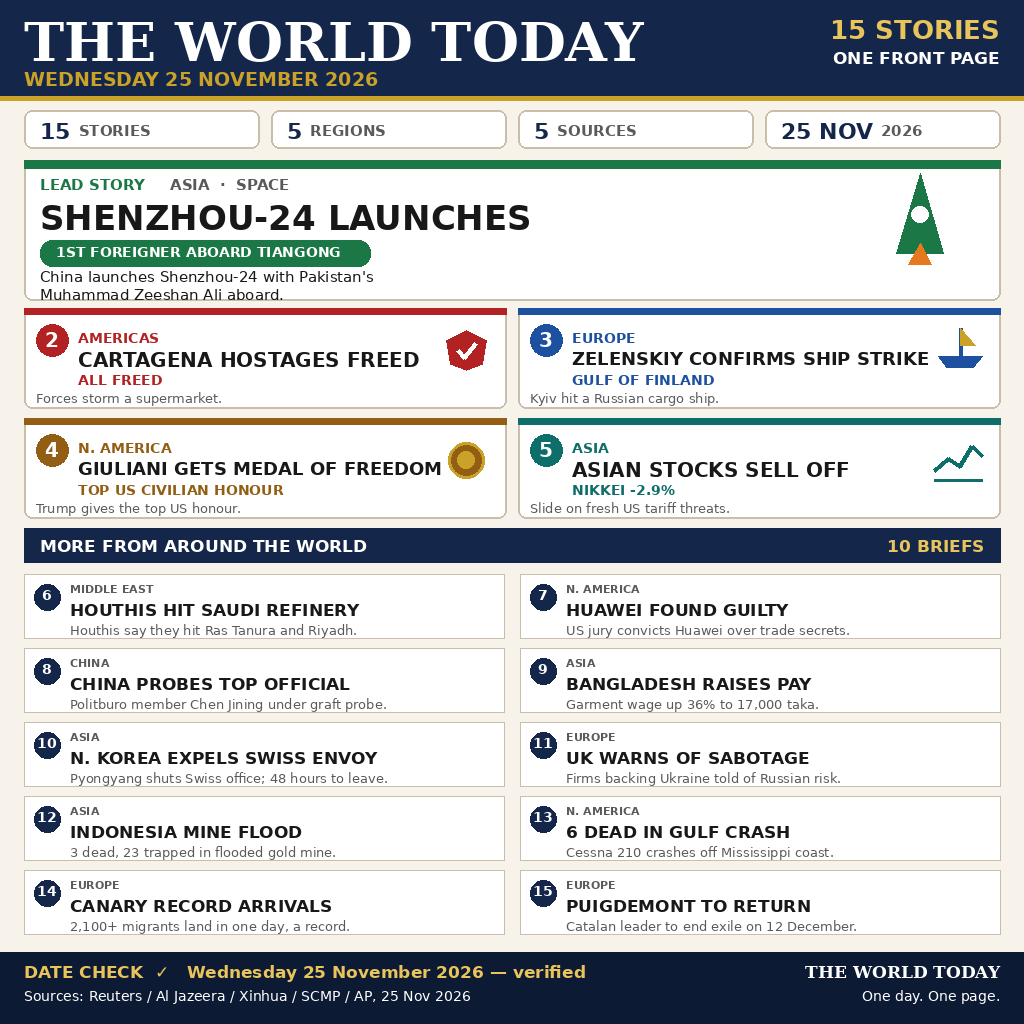 THE WORLD TODAY
WEDNESDAY 25 NOVEMBER 2026
15 STORIES
ONE FRONT PAGE
15 STORIES
5 REGIONS
5 SOURCES
25 NOV 2026
LEAD STORY ASIA · SPACE
SHENZHOU-24 LAUNCHES
1ST FOREIGNER ABOARD TIANGONG
China launches Shenzhou-24 with Pakistan's
Muhammad Zeeshan Ali aboard.
2
AMERICAS
CARTAGENA HOSTAGES FREED
ALL FREED
Forces storm a supermarket.
3
EUROPE
ZELENSKIY CONFIRMS SHIP STRIKE
GULF OF FINLAND
Kyiv hit a Russian cargo ship.
4
N. AMERICA
GIULIANI GETS MEDAL OF FREEDOM
TOP US CIVILIAN HONOUR
Trump gives the top US honour.
5
ASIA
ASIAN STOCKS SELL OFF
NIKKEI -2.9%
Slide on fresh US tariff threats.
MORE FROM AROUND THE WORLD
10 BRIEFS
6
MIDDLE EAST
HOUTHIS HIT SAUDI REFINERY
Houthis say they hit Ras Tanura and Riyadh.
7
N. AMERICA
HUAWEI FOUND GUILTY
US jury convicts Huawei over trade secrets.
8
CHINA
CHINA PROBES TOP OFFICIAL
Politburo member Chen Jining under graft probe.
9
ASIA
BANGLADESH RAISES PAY
Garment wage up 36% to 17,000 taka.
10
ASIA
N. KOREA EXPELS SWISS ENVOY
Pyongyang shuts Swiss office; 48 hours to leave.
11
EUROPE
UK WARNS OF SABOTAGE
Firms backing Ukraine told of Russian risk.
12
ASIA
INDONESIA MINE FLOOD
3 dead, 23 trapped in flooded gold mine.
13
N. AMERICA
6 DEAD IN GULF CRASH
Cessna 210 crashes off Mississippi coast.
14
EUROPE
CANARY RECORD ARRIVALS
2,100+ migrants land in one day, a record.
15
EUROPE
PUIGDEMONT TO RETURN
Catalan leader to end exile on 12 December.
DATE CHECK ✓ Wednesday 25 November 2026 — verified
Sources: Reuters / Al Jazeera / Xinhua / SCMP / AP, 25 Nov 2026
THE WORLD TODAY
One day. One page.